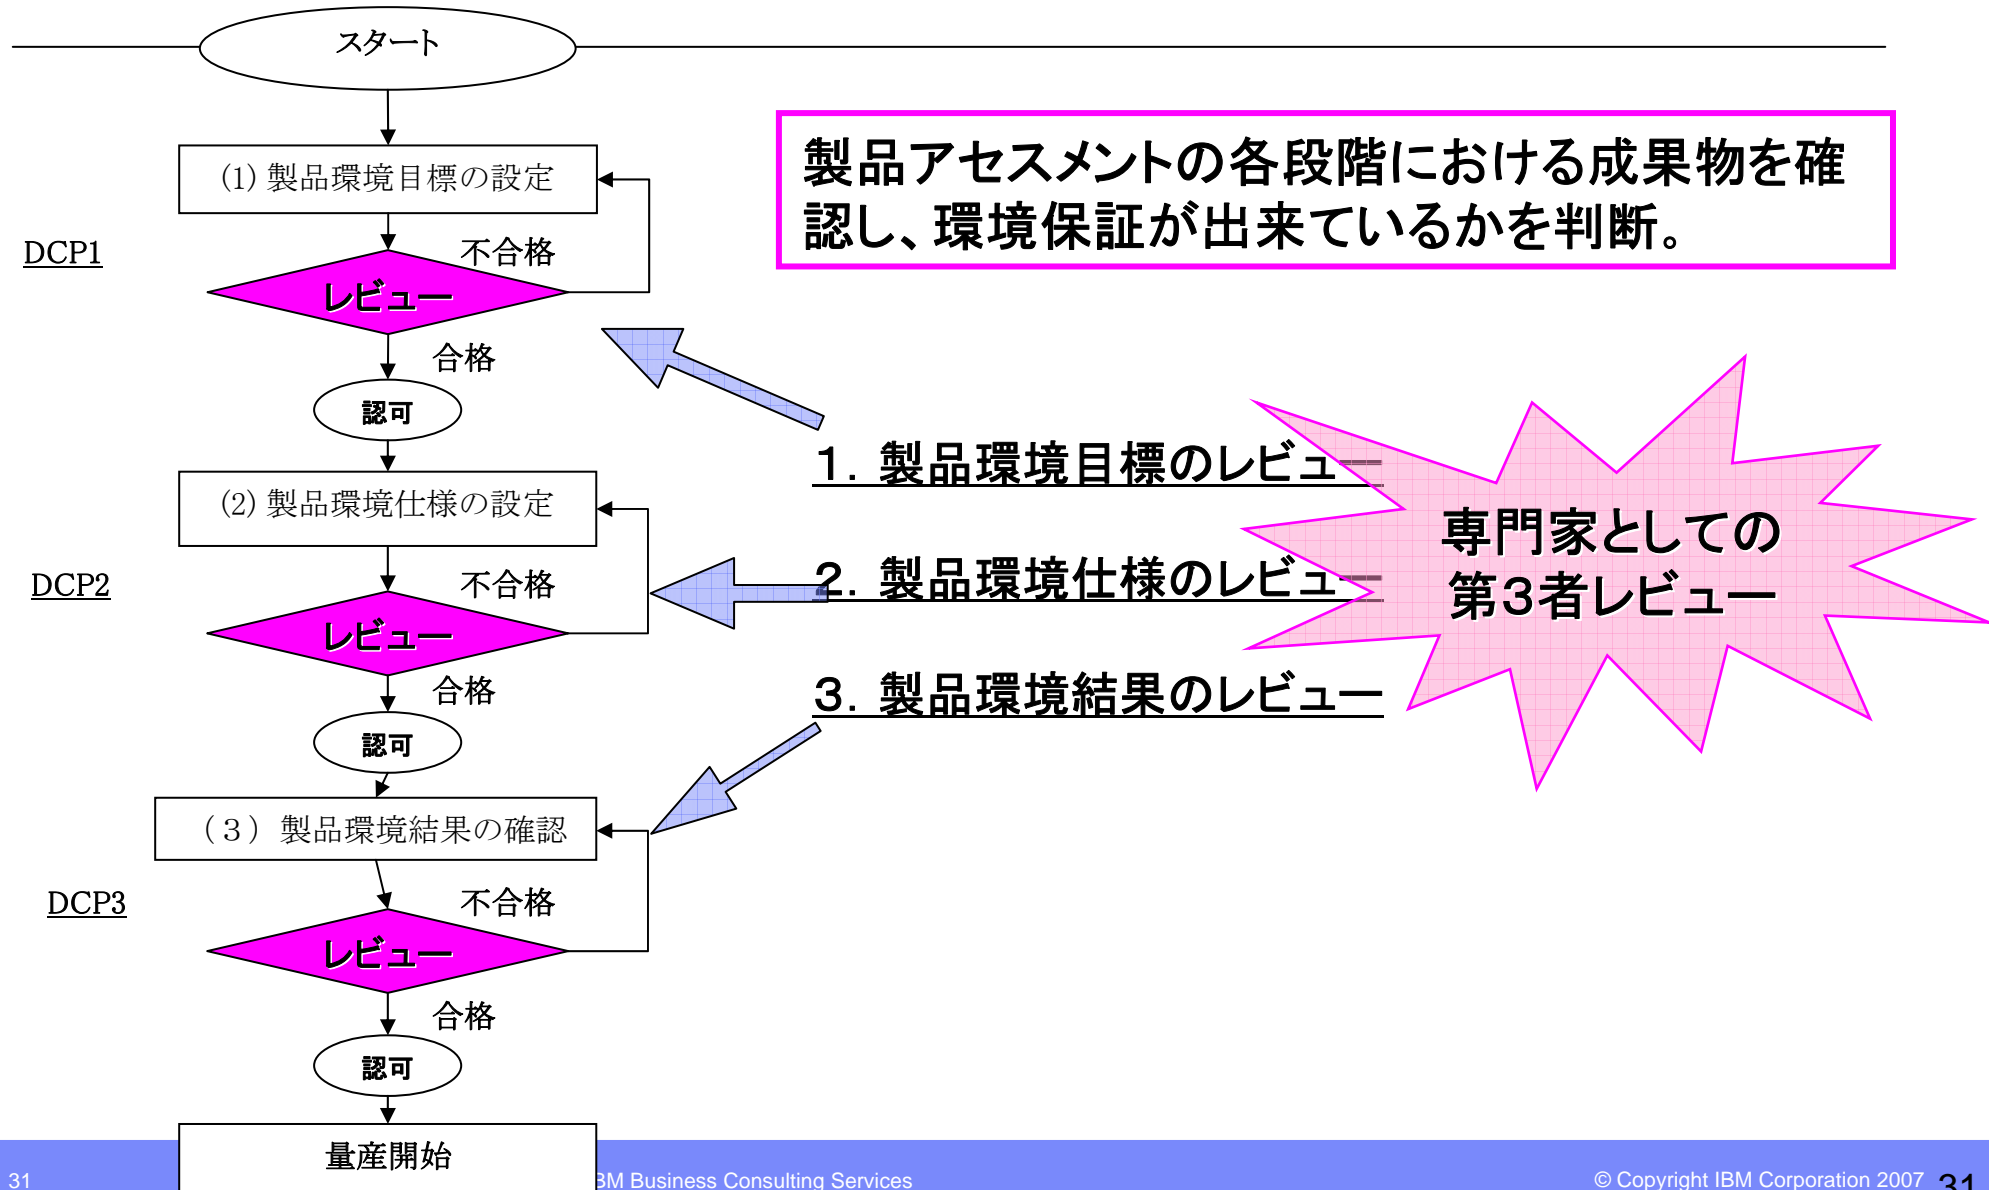 スタート
製品アセスメントの各段階における成果物を確
認し、環境保証が出来ているかを判断。
(1) 製品環境目標の設定
DCP1
不合格
レビュー
合格
認可
1. 製品環境目標のレビュー
(2) 製品環境仕様の設定
専門家としての
第3者レビュー
DCP2
不合格
2. 製品環境仕様のレビュー
レビュー
合格
3. 製品環境結果のレビュー
認可
（３）製品環境結果の確認
DCP3
不合格
レビュー
合格
認可
量産開始
31
BM Business Consulting Services
© Copyright IBM Corporation 2007
31